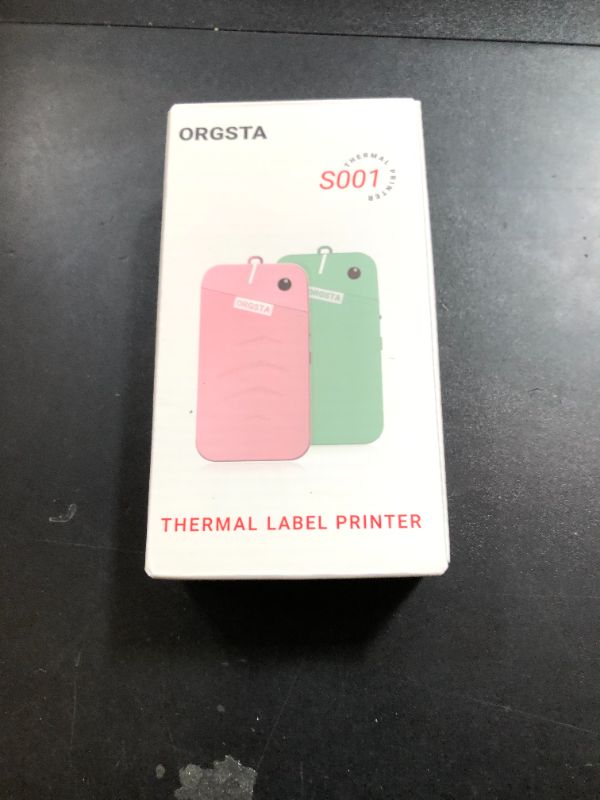 ORGSTA
THERMAL PRINTER
S001
ORGSTA
ORGSTA
THERMAL LABEL PRINTER